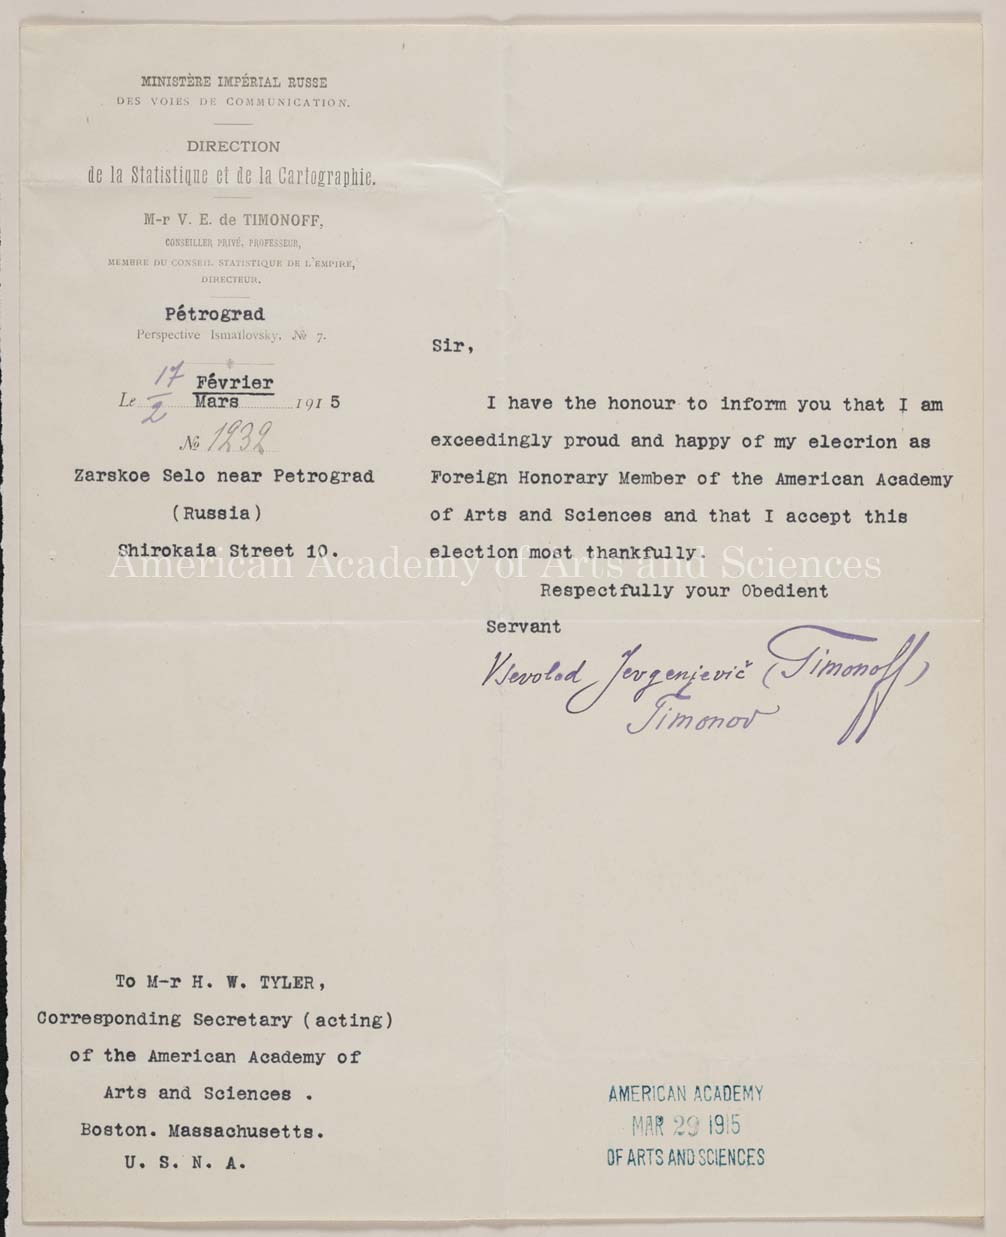 MINISTÈRE IMPÉRIAL RUSSE
DES VOIES DE COMMUNICATION.
DIRECTION
de la Statistique et de la Cartographie.
M-r V. E. de TIMONOFF,
CONSEILLER PRIVÉ, PROFESSEUR,
MEMBRE DU CONSEIL STATISTIQUE DE L'EMPIRE,
DIRECTEUR.
Pétrograd
Perspective Ismaïlovsky, № 7.
17 Février
Le 1915
2 Mars
№ 1232
Zarskoe Selo near Petrograd
(Russia)
Shirokaia Street 10.
Sir,
I have the honour to inform you that I am
exceedingly proud and happy of my elecrion as
Foreign Honorary Member of the American Academy
of Arts and Sciences and that I accept this
election most thankfully.
Respectfully your Obedient
Servant
Vsevolod Jevgenjevič (Timonoff)
Timonov
American Academy of Arts and Sciences
To M-r H. W. TYLER,
Corresponding Secretary (acting)
of the American Academy of
Arts and Sciences .
Boston. Massachusetts.
U. S. N. A.
AMERICAN ACADEMY
MAR 29 1915
OF ARTS AND SCIENCES